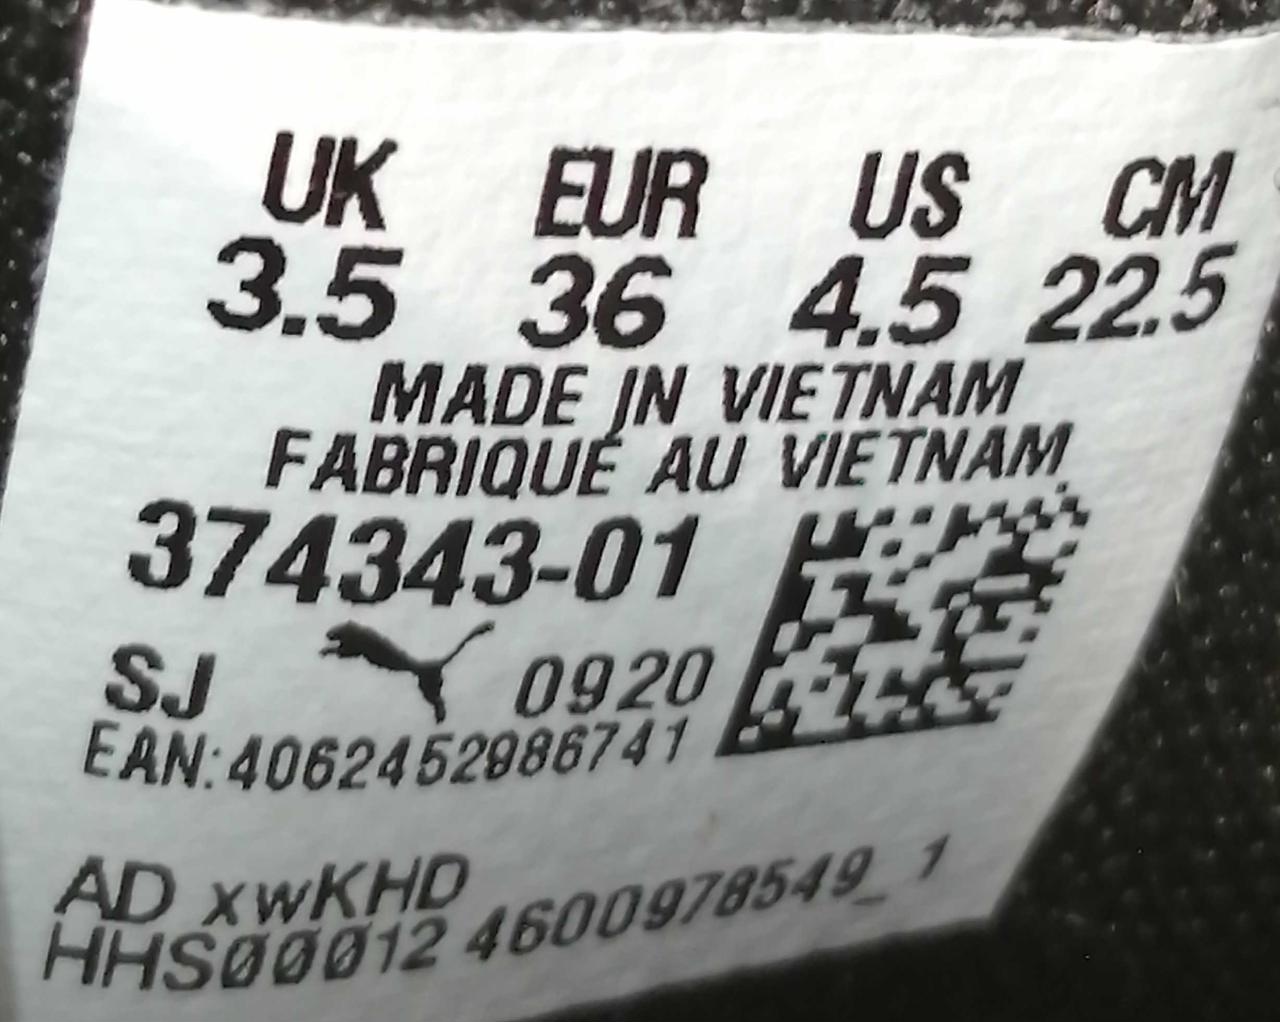 UK EUR US CM
3.5 36 4.5 22.5
MADE IN VIETNAM
FABRIQUÉ AU VIETNAM
374343-01
SJ 0920
EAN:4062452986741
AD xwKHD
HHSØØØ12 4600978549_1